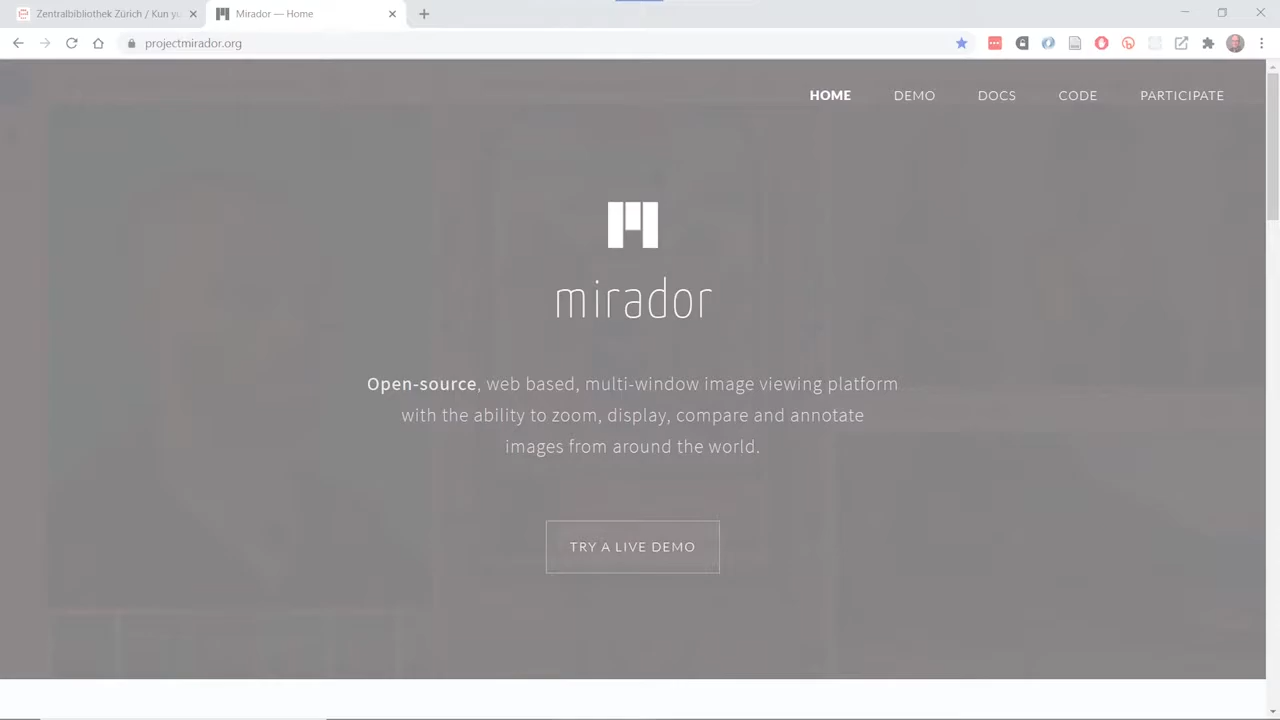 Zentralbibliothek Zürich / Kun yu
Mirador — Home
projectmirador.org
HOME DEMO DOCS CODE PARTICIPATE
mirador
Open-source, web based, multi-window image viewing platform
with the ability to zoom, display, compare and annotate
images from around the world.
TRY A LIVE DEMO